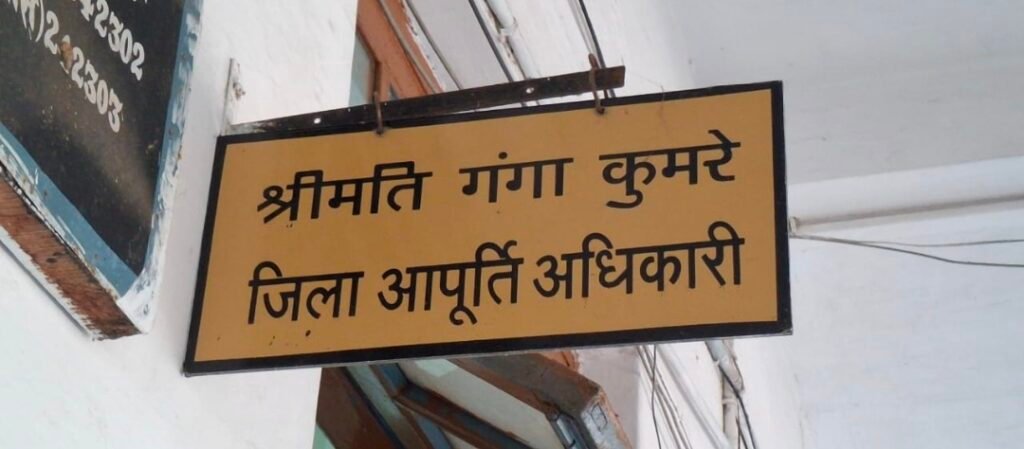 श्रीमति गंगा कुमरे
जिला आपूर्ति अधिकारी